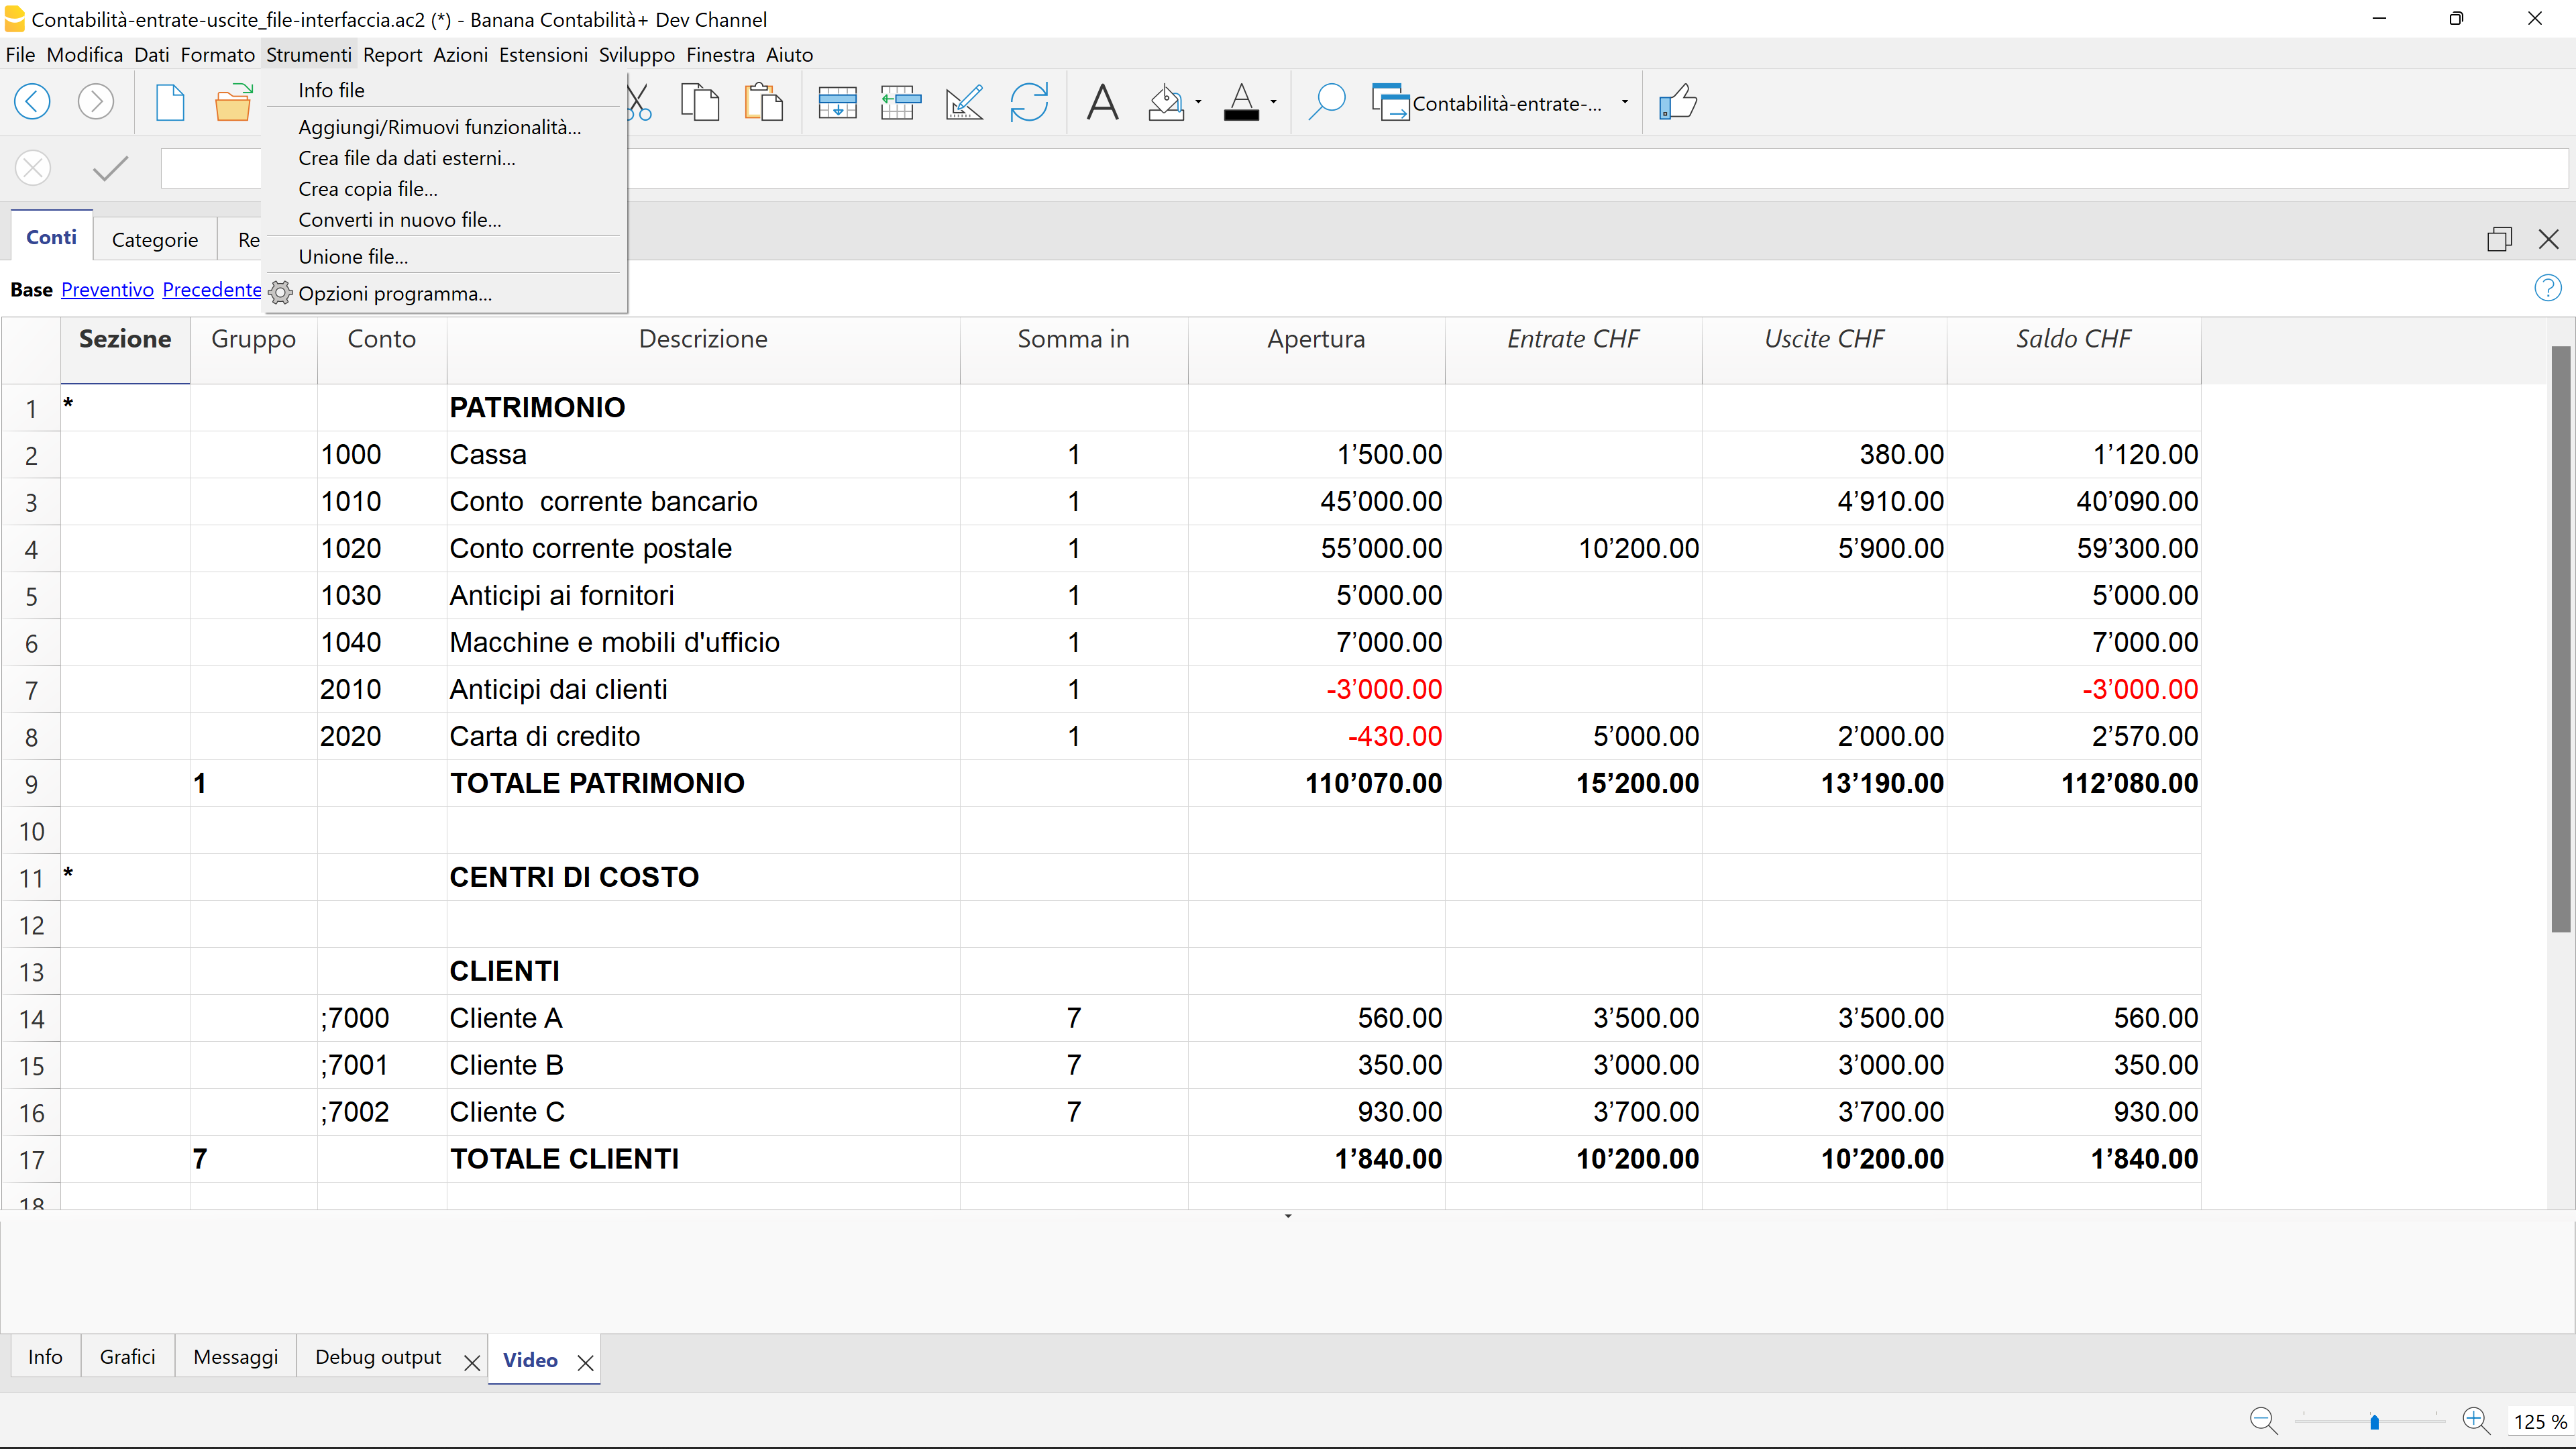 Contabilità-entrate-uscite_file-interfaccia.ac2 (*) - Banana Contabilità+ Dev Channel
File Modifica Dati Formato Strumenti Report Azioni Estensioni Sviluppo Finestra Aiuto
Contabilità-entrate-...
Info file
Aggiungi/Rimuovi funzionalità...
Crea file da dati esterni...
Crea copia file...
Converti in nuovo file...
Unione file...
Opzioni programma...
Conti Categorie Re
Base Preventivo Precedente
Sezione Gruppo Conto Descrizione Somma in Apertura Entrate CHF Uscite CHF Saldo CHF
1 * PATRIMONIO
2 1000 Cassa 1 1’500.00 380.00 1’120.00
3 1010 Conto corrente bancario 1 45’000.00 4’910.00 40’090.00
4 1020 Conto corrente postale 1 55’000.00 10’200.00 5’900.00 59’300.00
5 1030 Anticipi ai fornitori 1 5’000.00 5’000.00
6 1040 Macchine e mobili d'ufficio 1 7’000.00 7’000.00
7 2010 Anticipi dai clienti 1 -3’000.00 -3’000.00
8 2020 Carta di credito 1 -430.00 5’000.00 2’000.00 2’570.00
9 1 TOTALE PATRIMONIO 110’070.00 15’200.00 13’190.00 112’080.00
10
11 * CENTRI DI COSTO
12
13 CLIENTI
14 ;7000 Cliente A 7 560.00 3’500.00 3’500.00 560.00
15 ;7001 Cliente B 7 350.00 3’000.00 3’000.00 350.00
16 ;7002 Cliente C 7 930.00 3’700.00 3’700.00 930.00
17 7 TOTALE CLIENTI 1’840.00 10’200.00 10’200.00 1’840.00
18
Info Grafici Messaggi Debug output Video
125 %